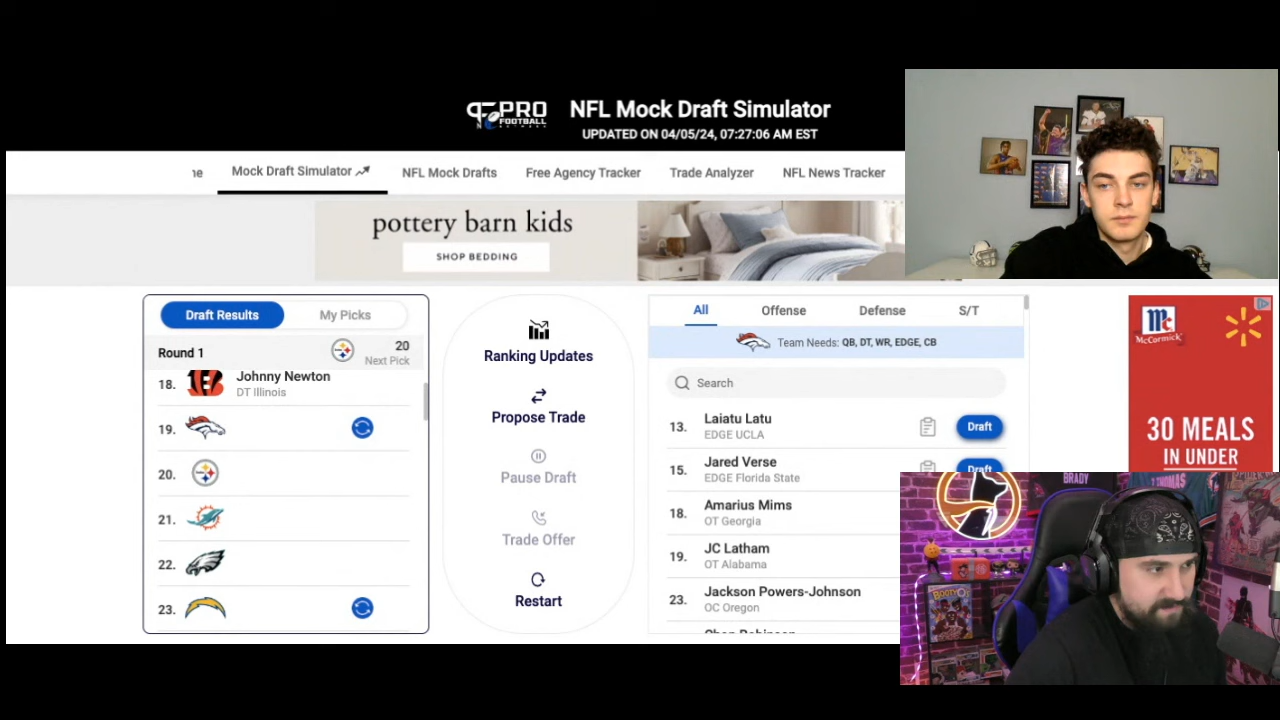 PRO
FOOTBALL
NETWORK
NFL Mock Draft Simulator
UPDATED ON 04/05/24, 07:27:06 AM EST
ne
Mock Draft Simulator
NFL Mock Drafts
Free Agency Tracker
Trade Analyzer
NFL News Tracker
pottery barn kids
SHOP BEDDING
Draft Results
My Picks
Round 1
20
Next Pick
18.
Johnny Newton
DT Illinois
19.
20.
21.
22.
23.
Ranking Updates
Propose Trade
Pause Draft
Trade Offer
Restart
All
Offense
Defense
S/T
Team Needs: QB, DT, WR, EDGE, CB
Search
13.
Laiatu Latu
EDGE UCLA
Draft
15.
Jared Verse
EDGE Florida State
Draft
18.
Amarius Mims
OT Georgia
19.
JC Latham
OT Alabama
23.
Jackson Powers-Johnson
OC Oregon
Mc
McCormick
30 MEALS
IN UNDER
BRADY
BOOTY-O's